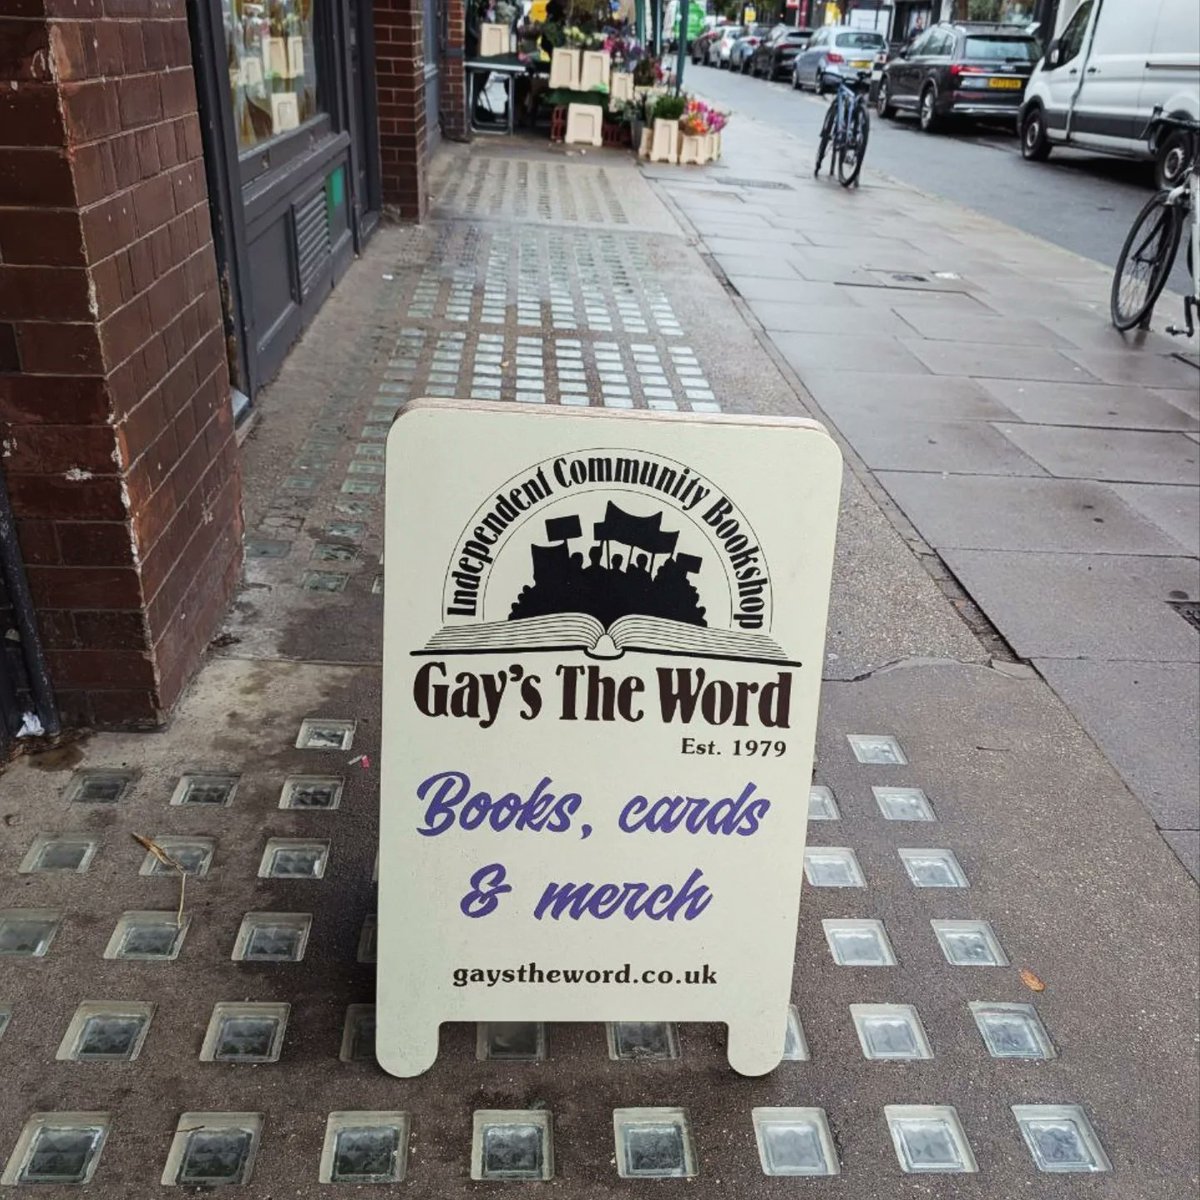 Independent Community Bookshop
Gay's The Word
Est. 1979
Books, cards
& merch
gaystheword.co.uk